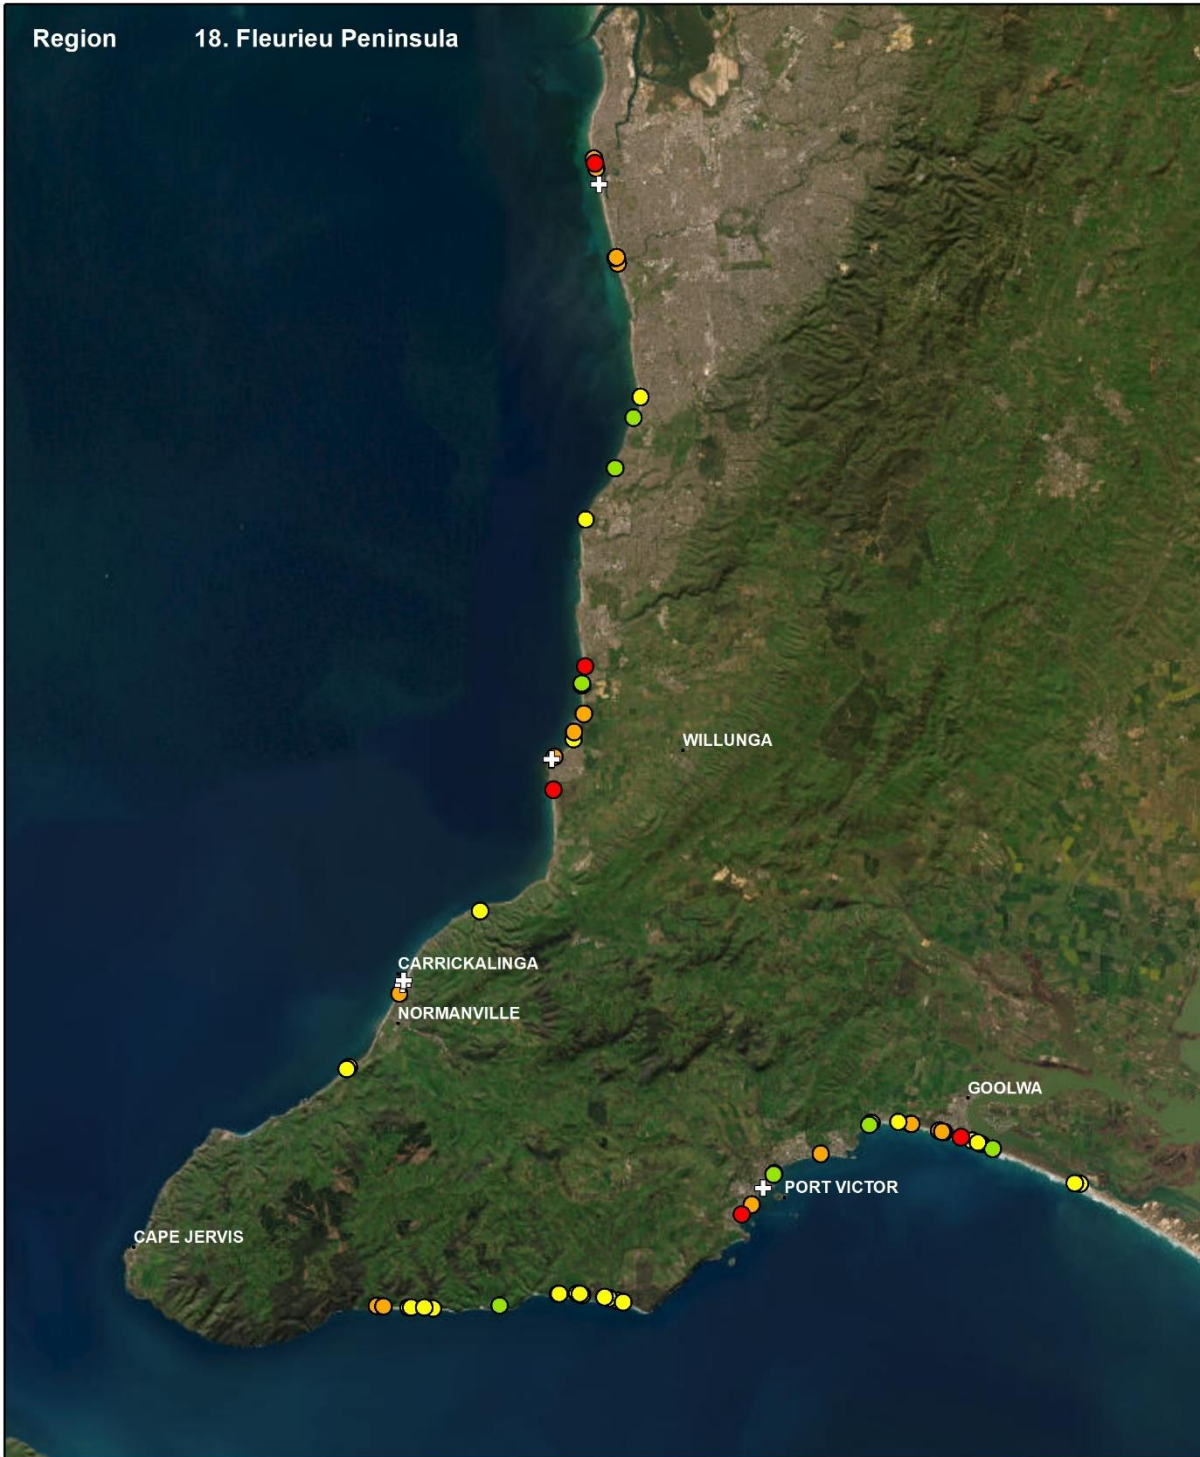 Region 18. Fleurieu Peninsula
WILLUNGA
CARRICKALINGA
NORMANVILLE
GOOLWA
PORT VICTOR
CAPE JERVIS